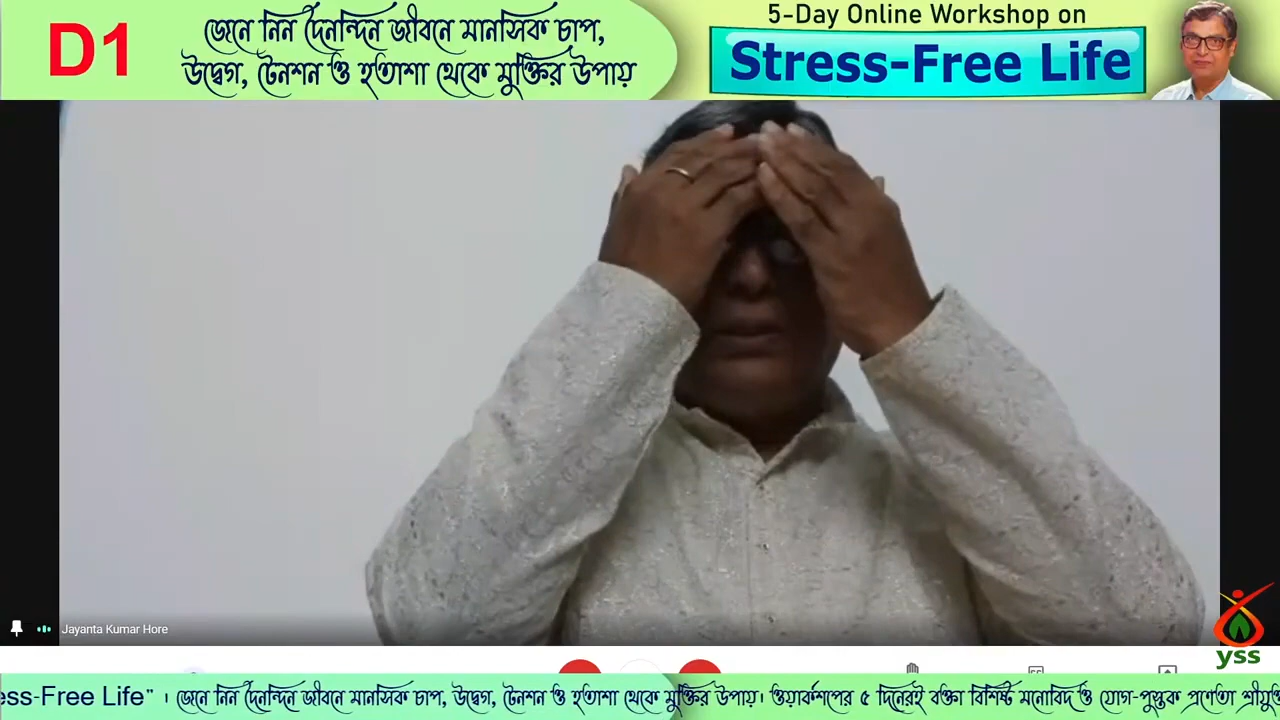 D1
জেনে নিন দৈনন্দিন জীবনে মানসিক চাপ,
উদ্বেগ, টেনশন ও হতাশা থেকে মুক্তির উপায়
5-Day Online Workshop on
Stress-Free Life
Jayanta Kumar Hore
yss
ess-Free Life" । জেনে নিন দৈনন্দিন জীবনে মানসিক চাপ, উদ্বেগ, টেনশন ও হতাশা থেকে মুক্তির উপায়। ওয়ার্কশপের ৫ দিনেরই বক্তা বিশিষ্ট মনোবিদ ও যোগ-পুস্তক প্রণেতা শ্রীযুক্ত